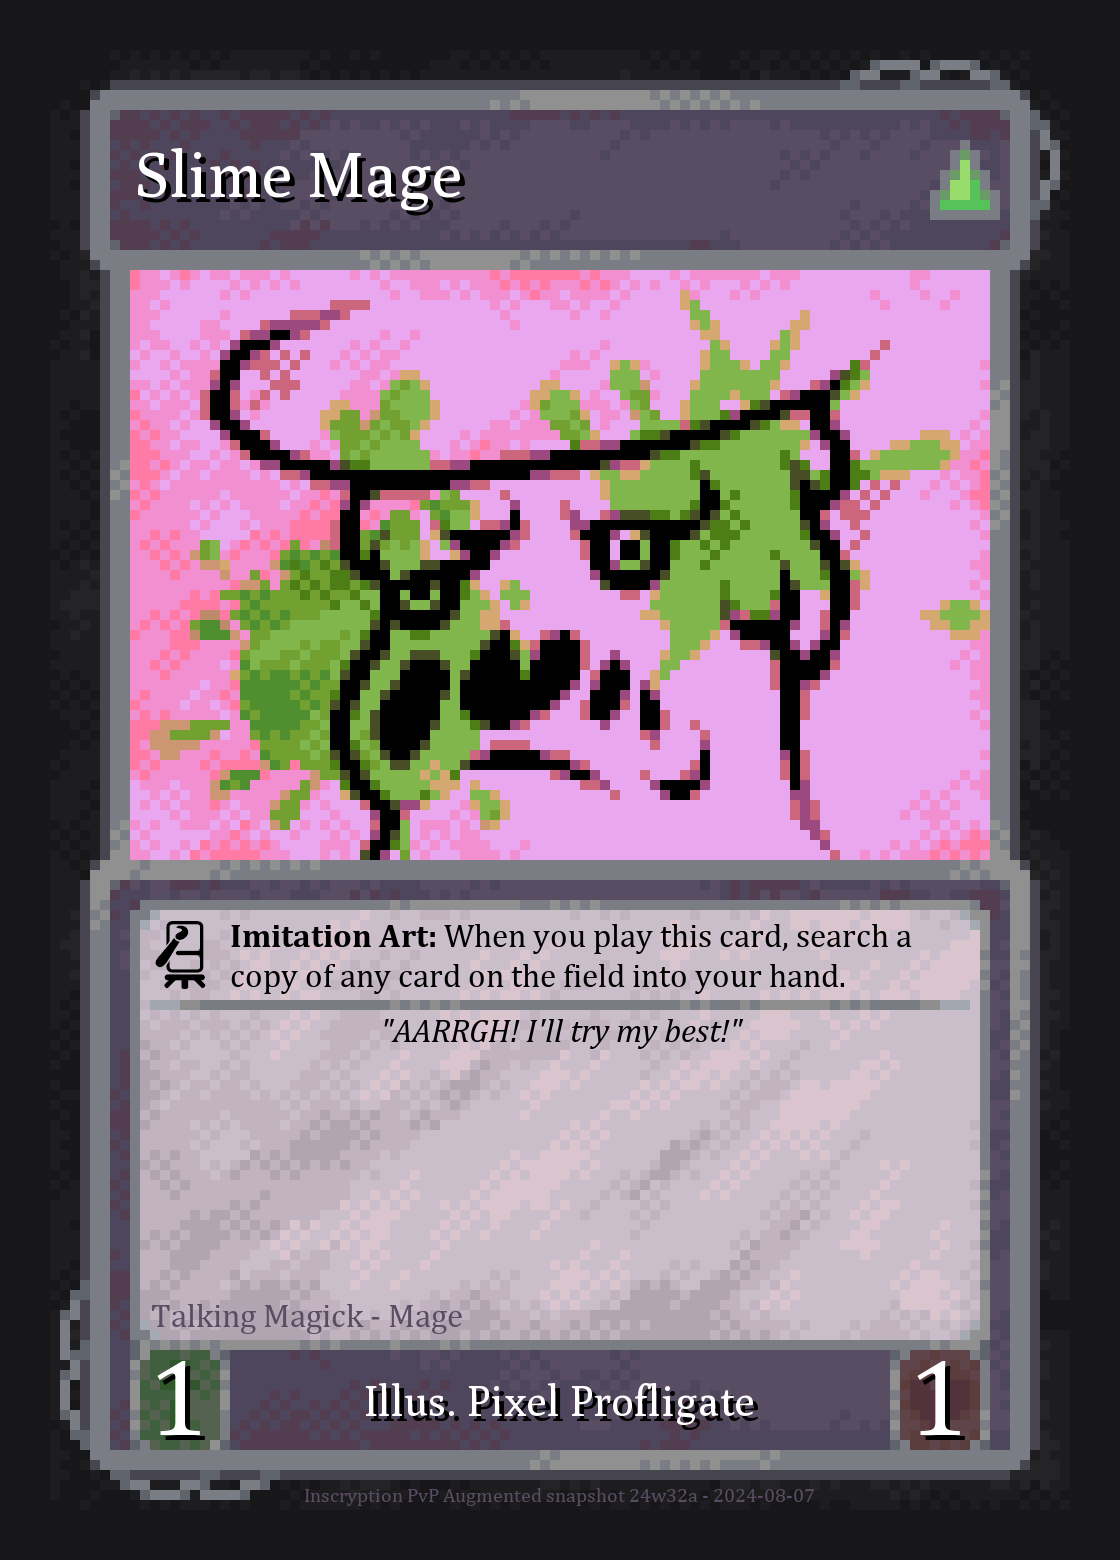 Slime Mage
Imitation Art: When you play this card, search a
copy of any card on the field into your hand.
"AARRGH! I'll try my best!"
Talking Magick - Mage
1
Illus. Pixel Profligate
1
Inscryption PvP Augmented snapshot 24w32a - 2024-08-07